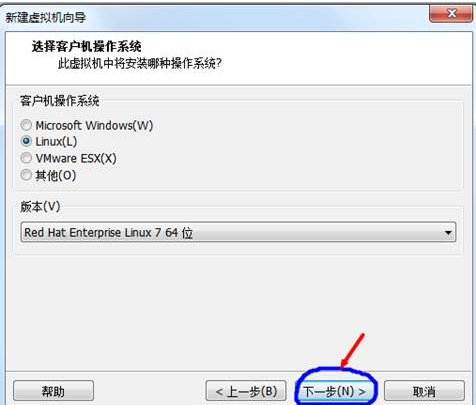 新建虚拟机向导
选择客户机操作系统
此虚拟机中将安装哪种操作系统?
客户机操作系统
Microsoft Windows(W)
Linux(L)
VMware ESX(X)
其他(O)
版本(V)
Red Hat Enterprise Linux 7 64 位
帮助
< 上一步(B)
下一步(N) >
取消